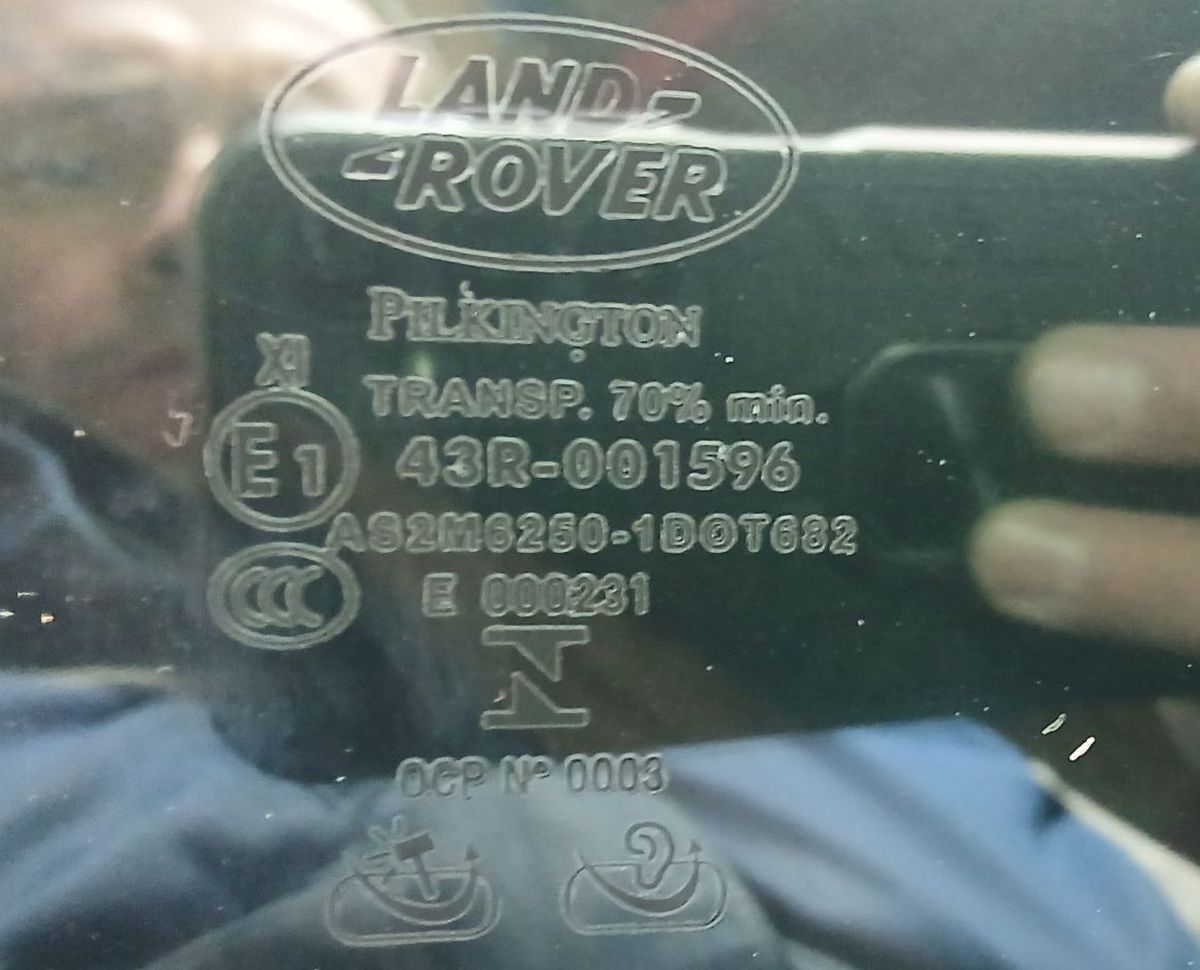 LAND
ROVER
PILKINGTON
XI
TRANSP. 70% min.
E1
43R-001596
AS2M6250-1DOT682
CCC
E 000231
OCP Nº 0003